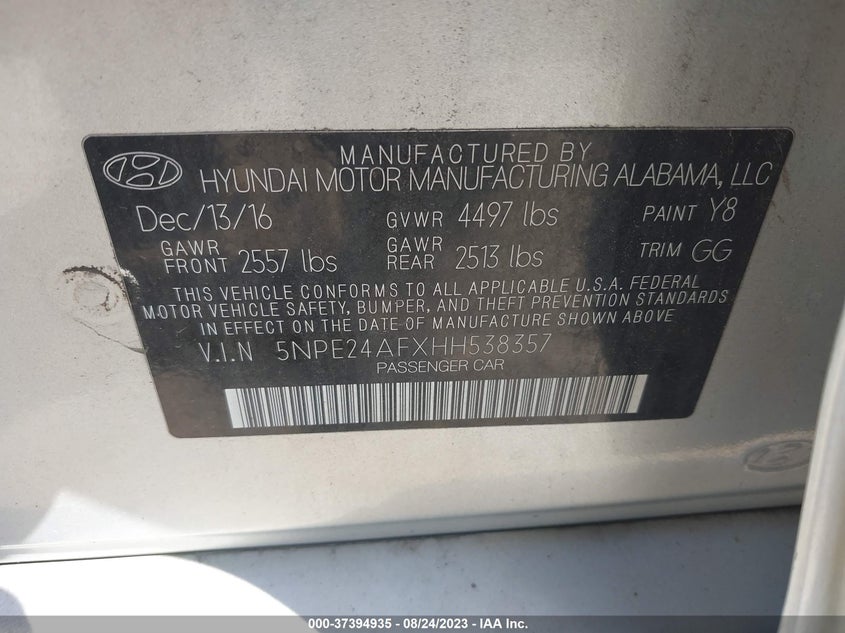 MANUFACTURED BY
HYUNDAI MOTOR MANUFACTURING ALABAMA, LLC
Dec/13/16 GVWR 4497 lbs PAINT Y8
GAWR FRONT 2557 lbs GAWR REAR 2513 lbs TRIM GG
THIS VEHICLE CONFORMS TO ALL APPLICABLE U.S.A. FEDERAL
MOTOR VEHICLE SAFETY, BUMPER, AND THEFT PREVENTION STANDARDS
IN EFFECT ON THE DATE OF MANUFACTURE SHOWN ABOVE.
V.I.N 5NPE24AFXHH538357
PASSENGER CAR
000-37394935 - 08/24/2023 - IAA Inc.